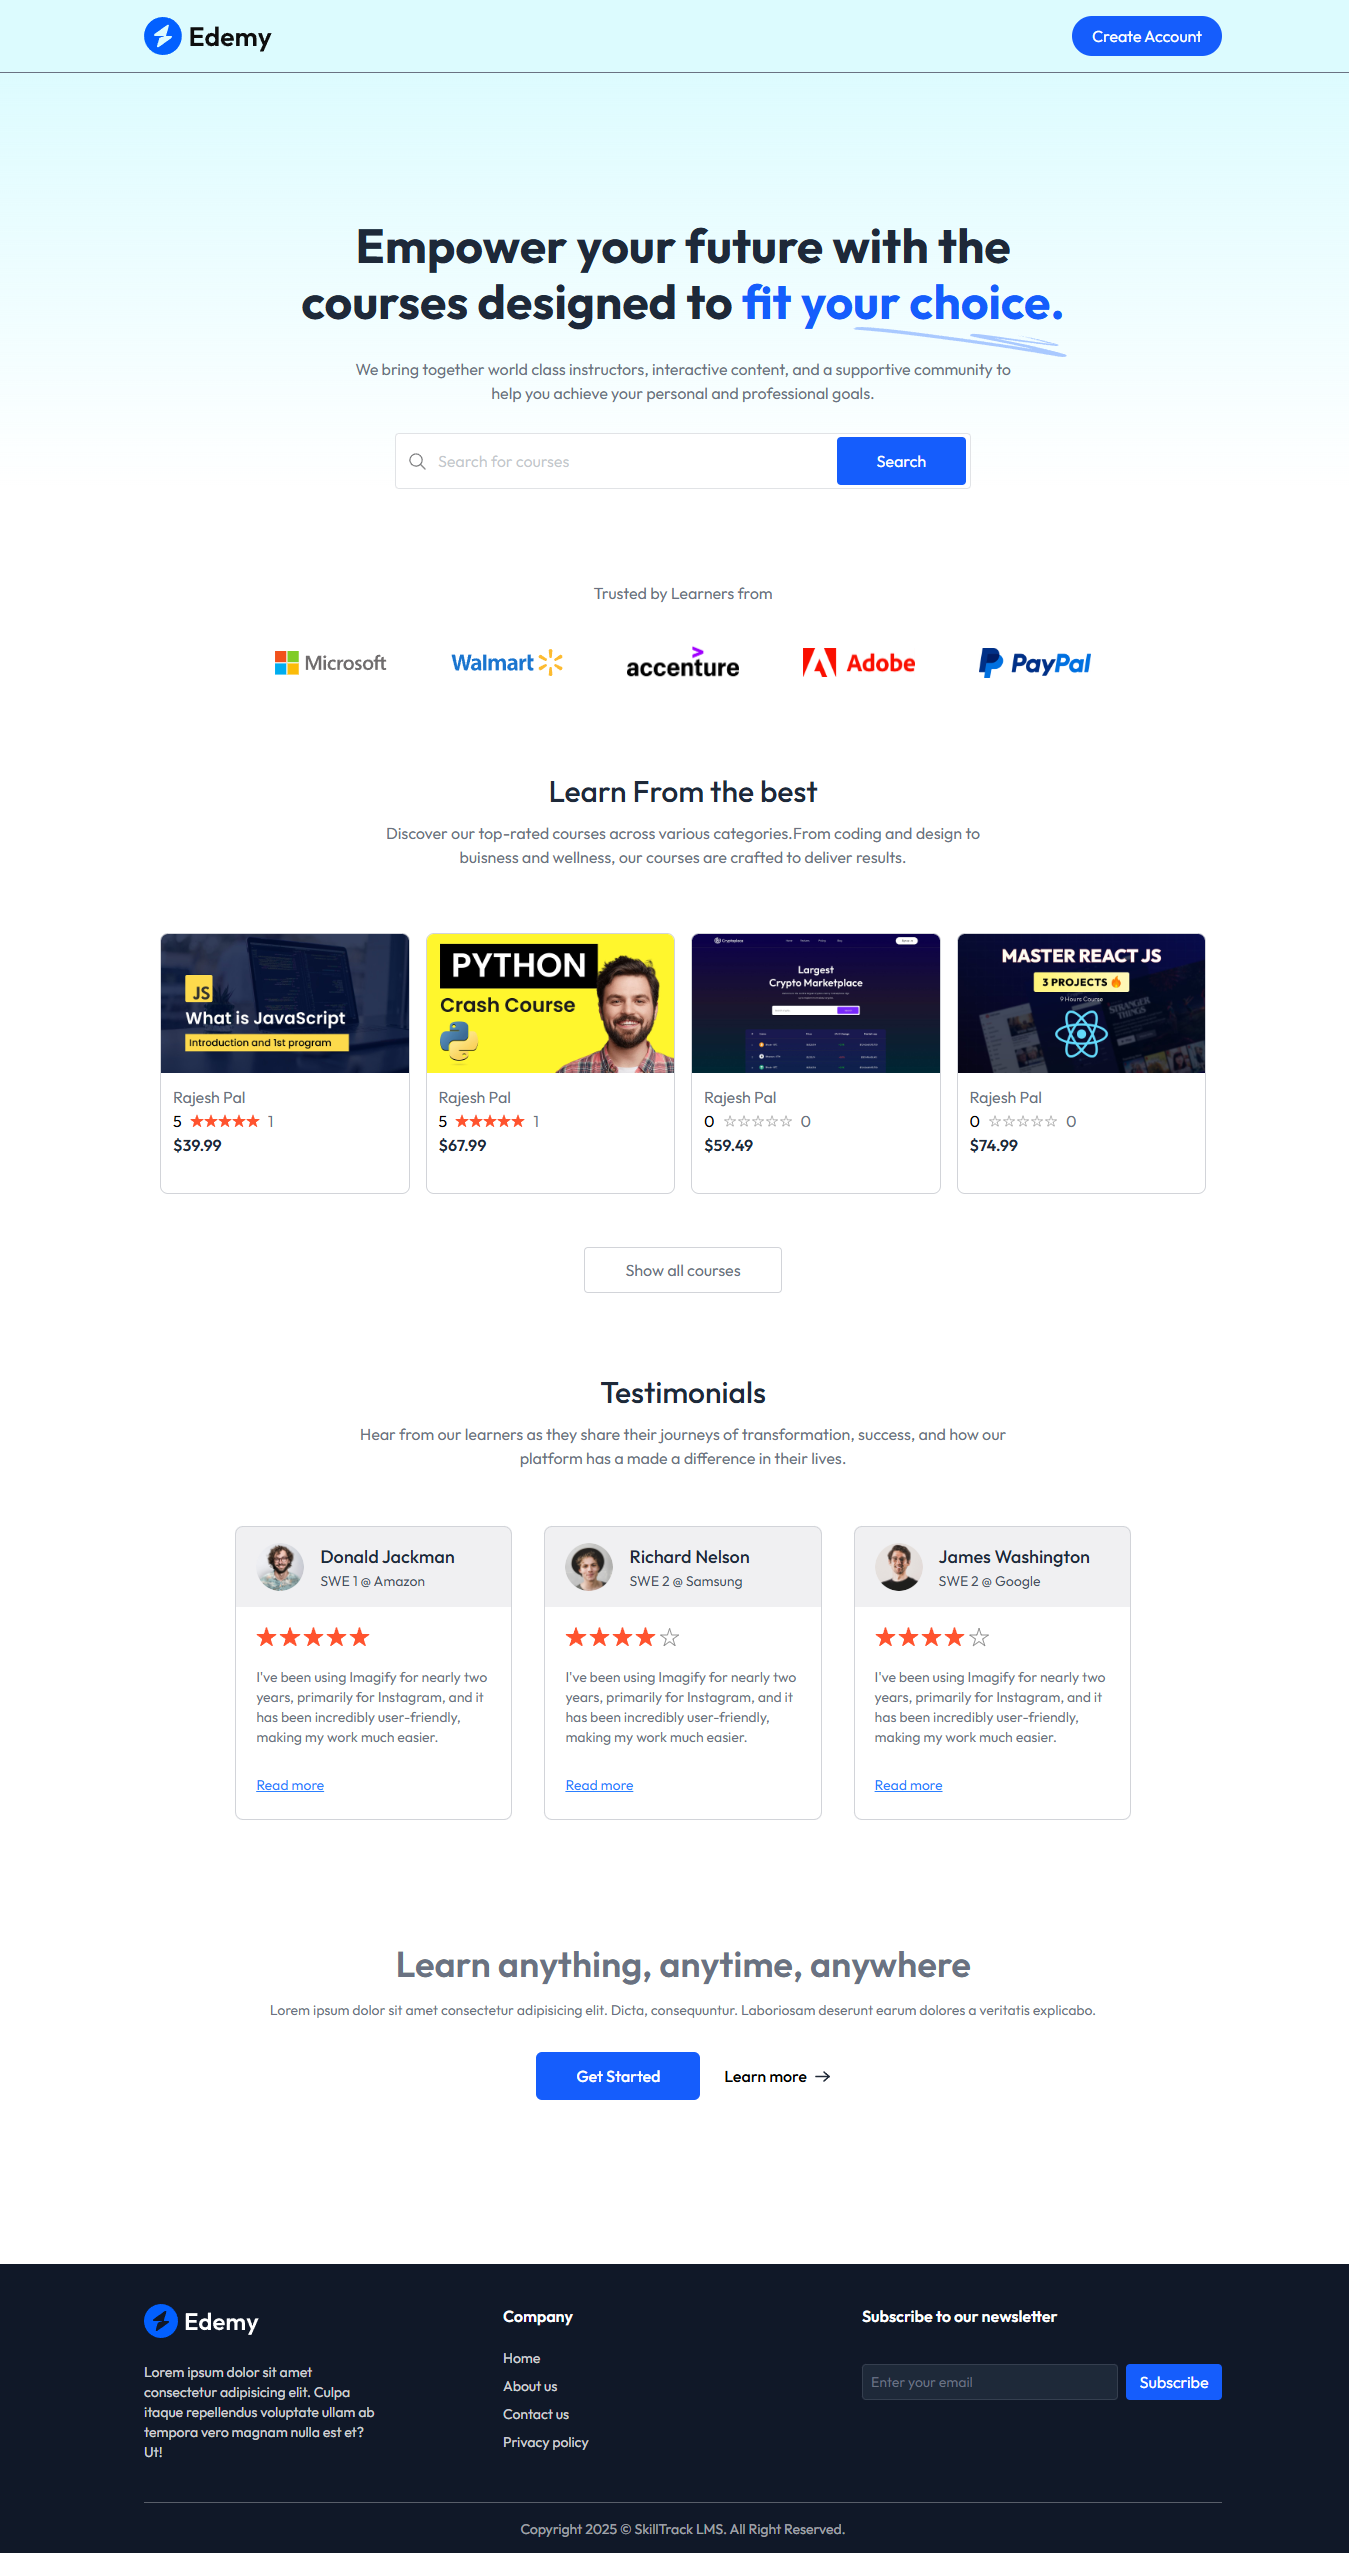 Edemy
Create Account
Empower your future with the
courses designed to fit your choice.
We bring together world class instructors, interactive content, and a supportive community to
help you achieve your personal and professional goals.
Search for courses
Search
Trusted by Learners from
Microsoft
Walmart
accenture
Adobe
PayPal
Learn From the best
Discover our top-rated courses across various categories.From coding and design to
buisness and wellness, our courses are crafted to deliver results.
JS
What is JavaScript
Introduction and 1st program
Rajesh Pal
5 ★★★★★ 1
$39.99
PYTHON
Crash Course
Rajesh Pal
5 ★★★★★ 1
$67.99
Largest
Crypto Marketplace
Rajesh Pal
0 ☆☆☆☆☆ 0
$59.49
MASTER REACT JS
3 PROJECTS 🔥
9 Hours Course
Rajesh Pal
0 ☆☆☆☆☆ 0
$74.99
Show all courses
Testimonials
Hear from our learners as they share their journeys of transformation, success, and how our
platform has a made a difference in their lives.
Donald Jackman
SWE 1 @ Amazon
★★★★★
I've been using Imagify for nearly two
years, primarily for Instagram, and it
has been incredibly user-friendly,
making my work much easier.
Read more
Richard Nelson
SWE 2 @ Samsung
★★★★☆
I've been using Imagify for nearly two
years, primarily for Instagram, and it
has been incredibly user-friendly,
making my work much easier.
Read more
James Washington
SWE 2 @ Google
★★★★☆
I've been using Imagify for nearly two
years, primarily for Instagram, and it
has been incredibly user-friendly,
making my work much easier.
Read more
Learn anything, anytime, anywhere
Lorem ipsum dolor sit amet consectetur adipisicing elit. Dicta, consequuntur. Laboriosam deserunt earum dolores a veritatis explicabo.
Get Started
Learn more →
Edemy
Lorem ipsum dolor sit amet
consectetur adipisicing elit. Culpa
itaque repellendus voluptate ullam ab
tempora vero magnam nulla est et?
Ut!
Company
Home
About us
Contact us
Privacy policy
Subscribe to our newsletter
Enter your email
Subscribe
Copyright 2025 © SkillTrack LMS. All Right Reserved.